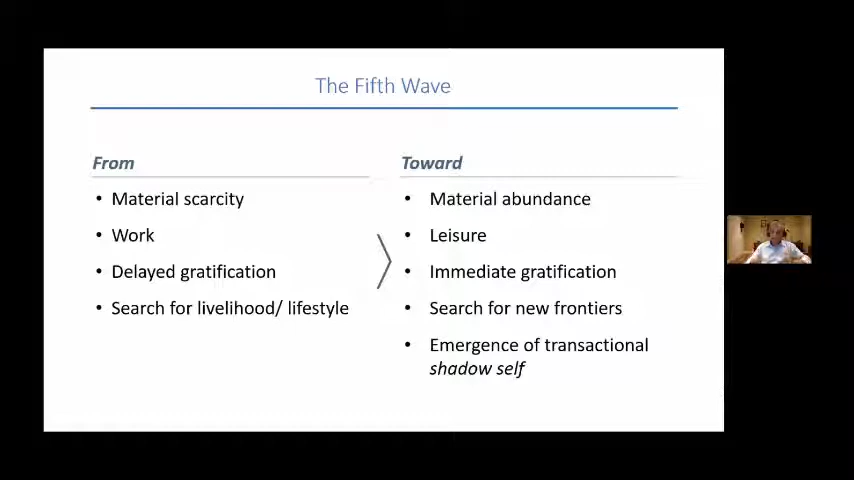 The Fifth Wave
From
• Material scarcity
• Work
• Delayed gratification
• Search for livelihood/ lifestyle
Toward
• Material abundance
• Leisure
• Immediate gratification
• Search for new frontiers
• Emergence of transactional
shadow self